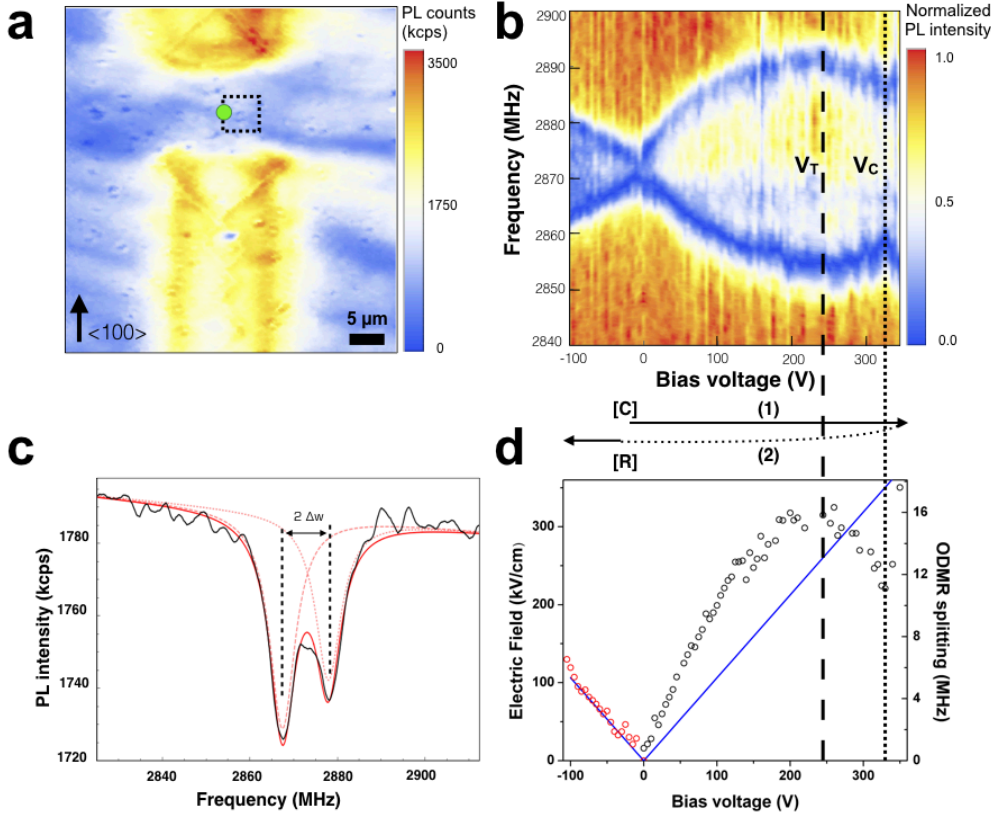 a
PL counts
(kcps)
3500
1750
0
<100>
5 µm
b
Normalized
PL intensity
1.0
0.5
0.0
Frequency (MHz)
2900
2890
2880
2870
2860
2850
2840
VT
VC
-100
0
100
200
300
Bias voltage (V)
[C]
(1)
[R]
(2)
c
2 Δw
PL intensity (kcps)
1780
1760
1740
1720
2840
2860
2880
2900
Frequency (MHz)
d
Electric Field (kV/cm)
300
200
100
0
16
12
8
4
0
ODMR splitting (MHz)
-100
0
100
200
300
Bias voltage (V)